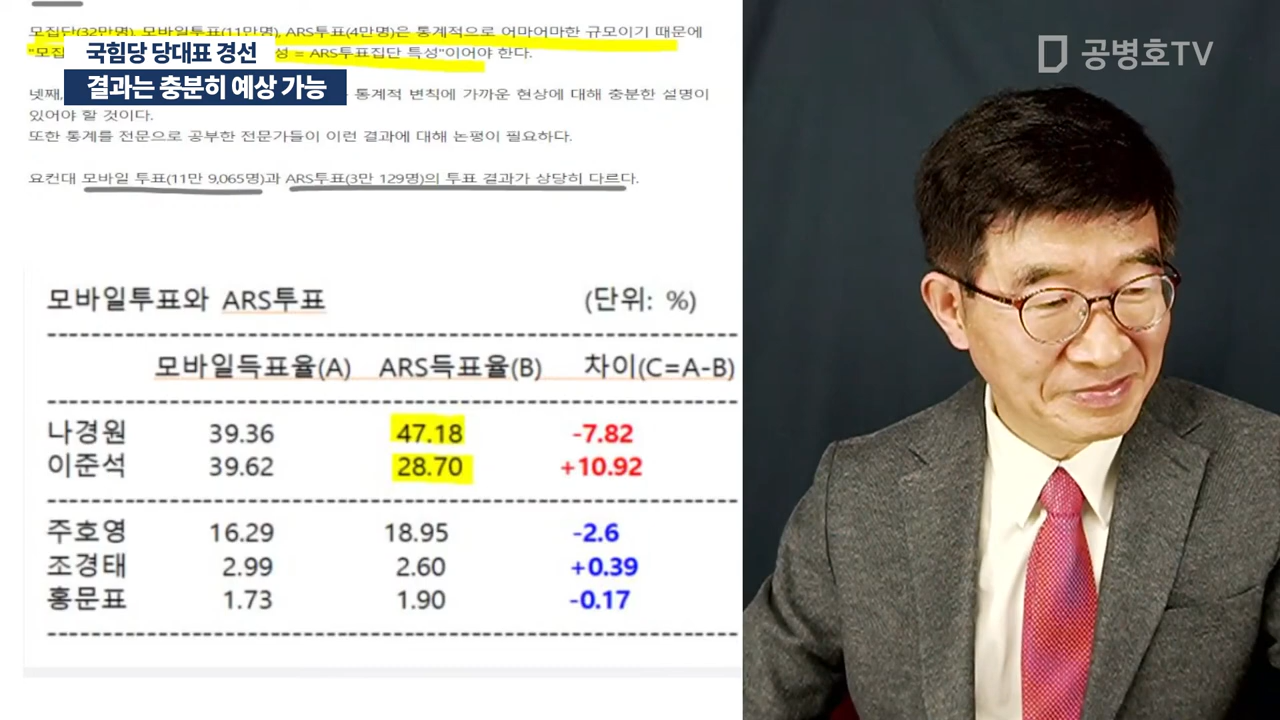 모집단(32만명), 모바일투표(11만명), ARS투표(4만명)은 통계적으로 어마어마한 규모이기 때문에
"모집 성 = ARS투표집단 특성"이어야 한다.
국힘당 당대표 경선
결과는 충분히 예상 가능
공병호TV
넷째, 통계적 변칙에 가까운 현상에 대해 충분한 설명이
있어야 할 것이다.
또한 통계를 전문으로 공부한 전문가들이 이런 결과에 대해 논평이 필요하다.
요컨대 모바일 투표(11만 9,065명)과 ARS투표(3만 129명)의 투표 결과가 상당히 다르다.
모바일투표와 ARS투표 (단위: %)
모바일득표율(A) ARS득표율(B) 차이(C=A-B)
나경원 39.36 47.18 -7.82
이준석 39.62 28.70 +10.92
주호영 16.29 18.95 -2.6
조경태 2.99 2.60 +0.39
홍문표 1.73 1.90 -0.17